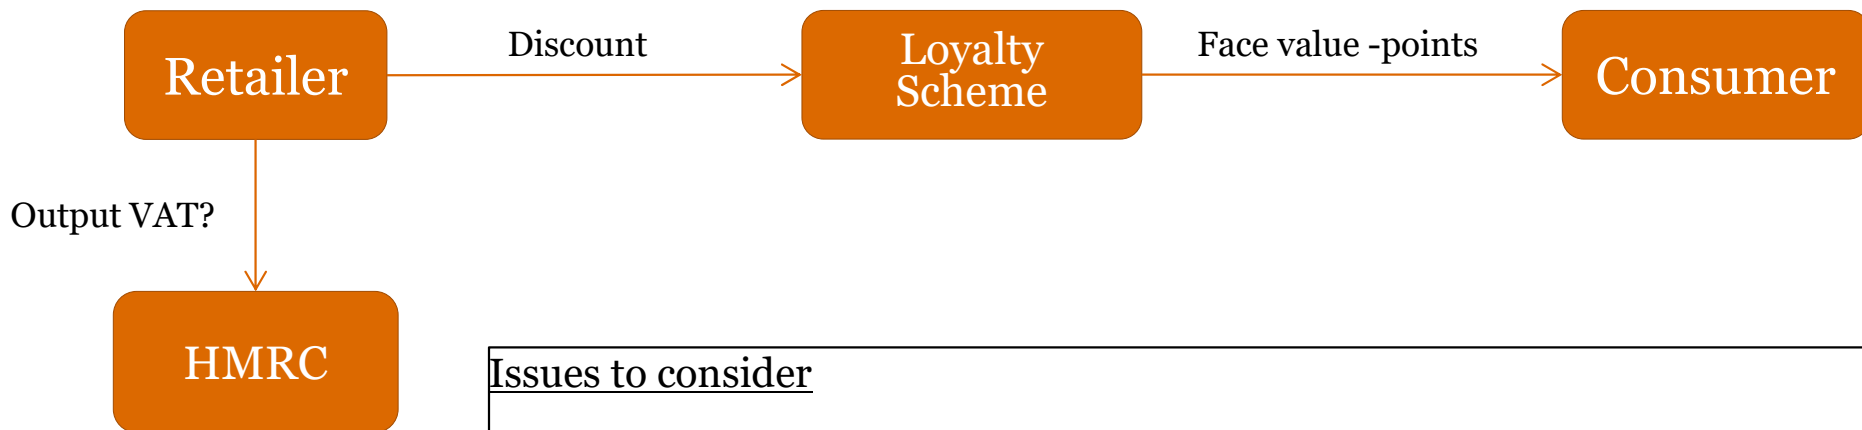 Retailer
Discount
Loyalty
Scheme
Face value -points
Consumer
Output VAT?
HMRC
Issues to consider